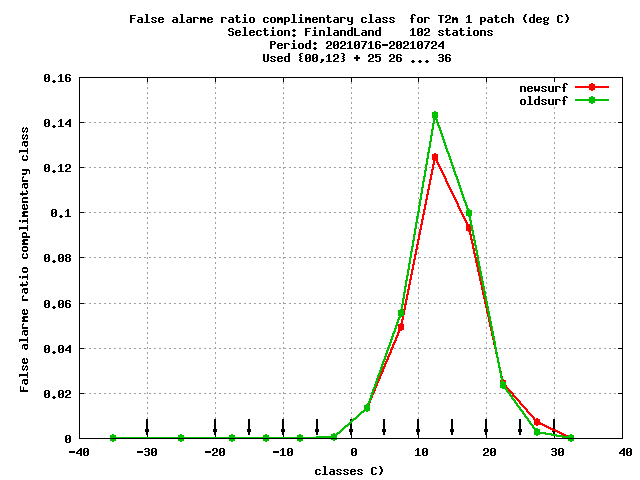 False alarme ratio complimentary class  for T2m 1 patch (deg C)
Selection: FinlandLand    102 stations
Period: 20210716-20210724
Used {00,12} + 25 26 ... 36
newsurf
oldsurf
False alarme ratio complimentary class
0.16
0.14
0.12
0.1
0.08
0.06
0.04
0.02
0
-40 -30 -20 -10 0 10 20 30 40
classes C)